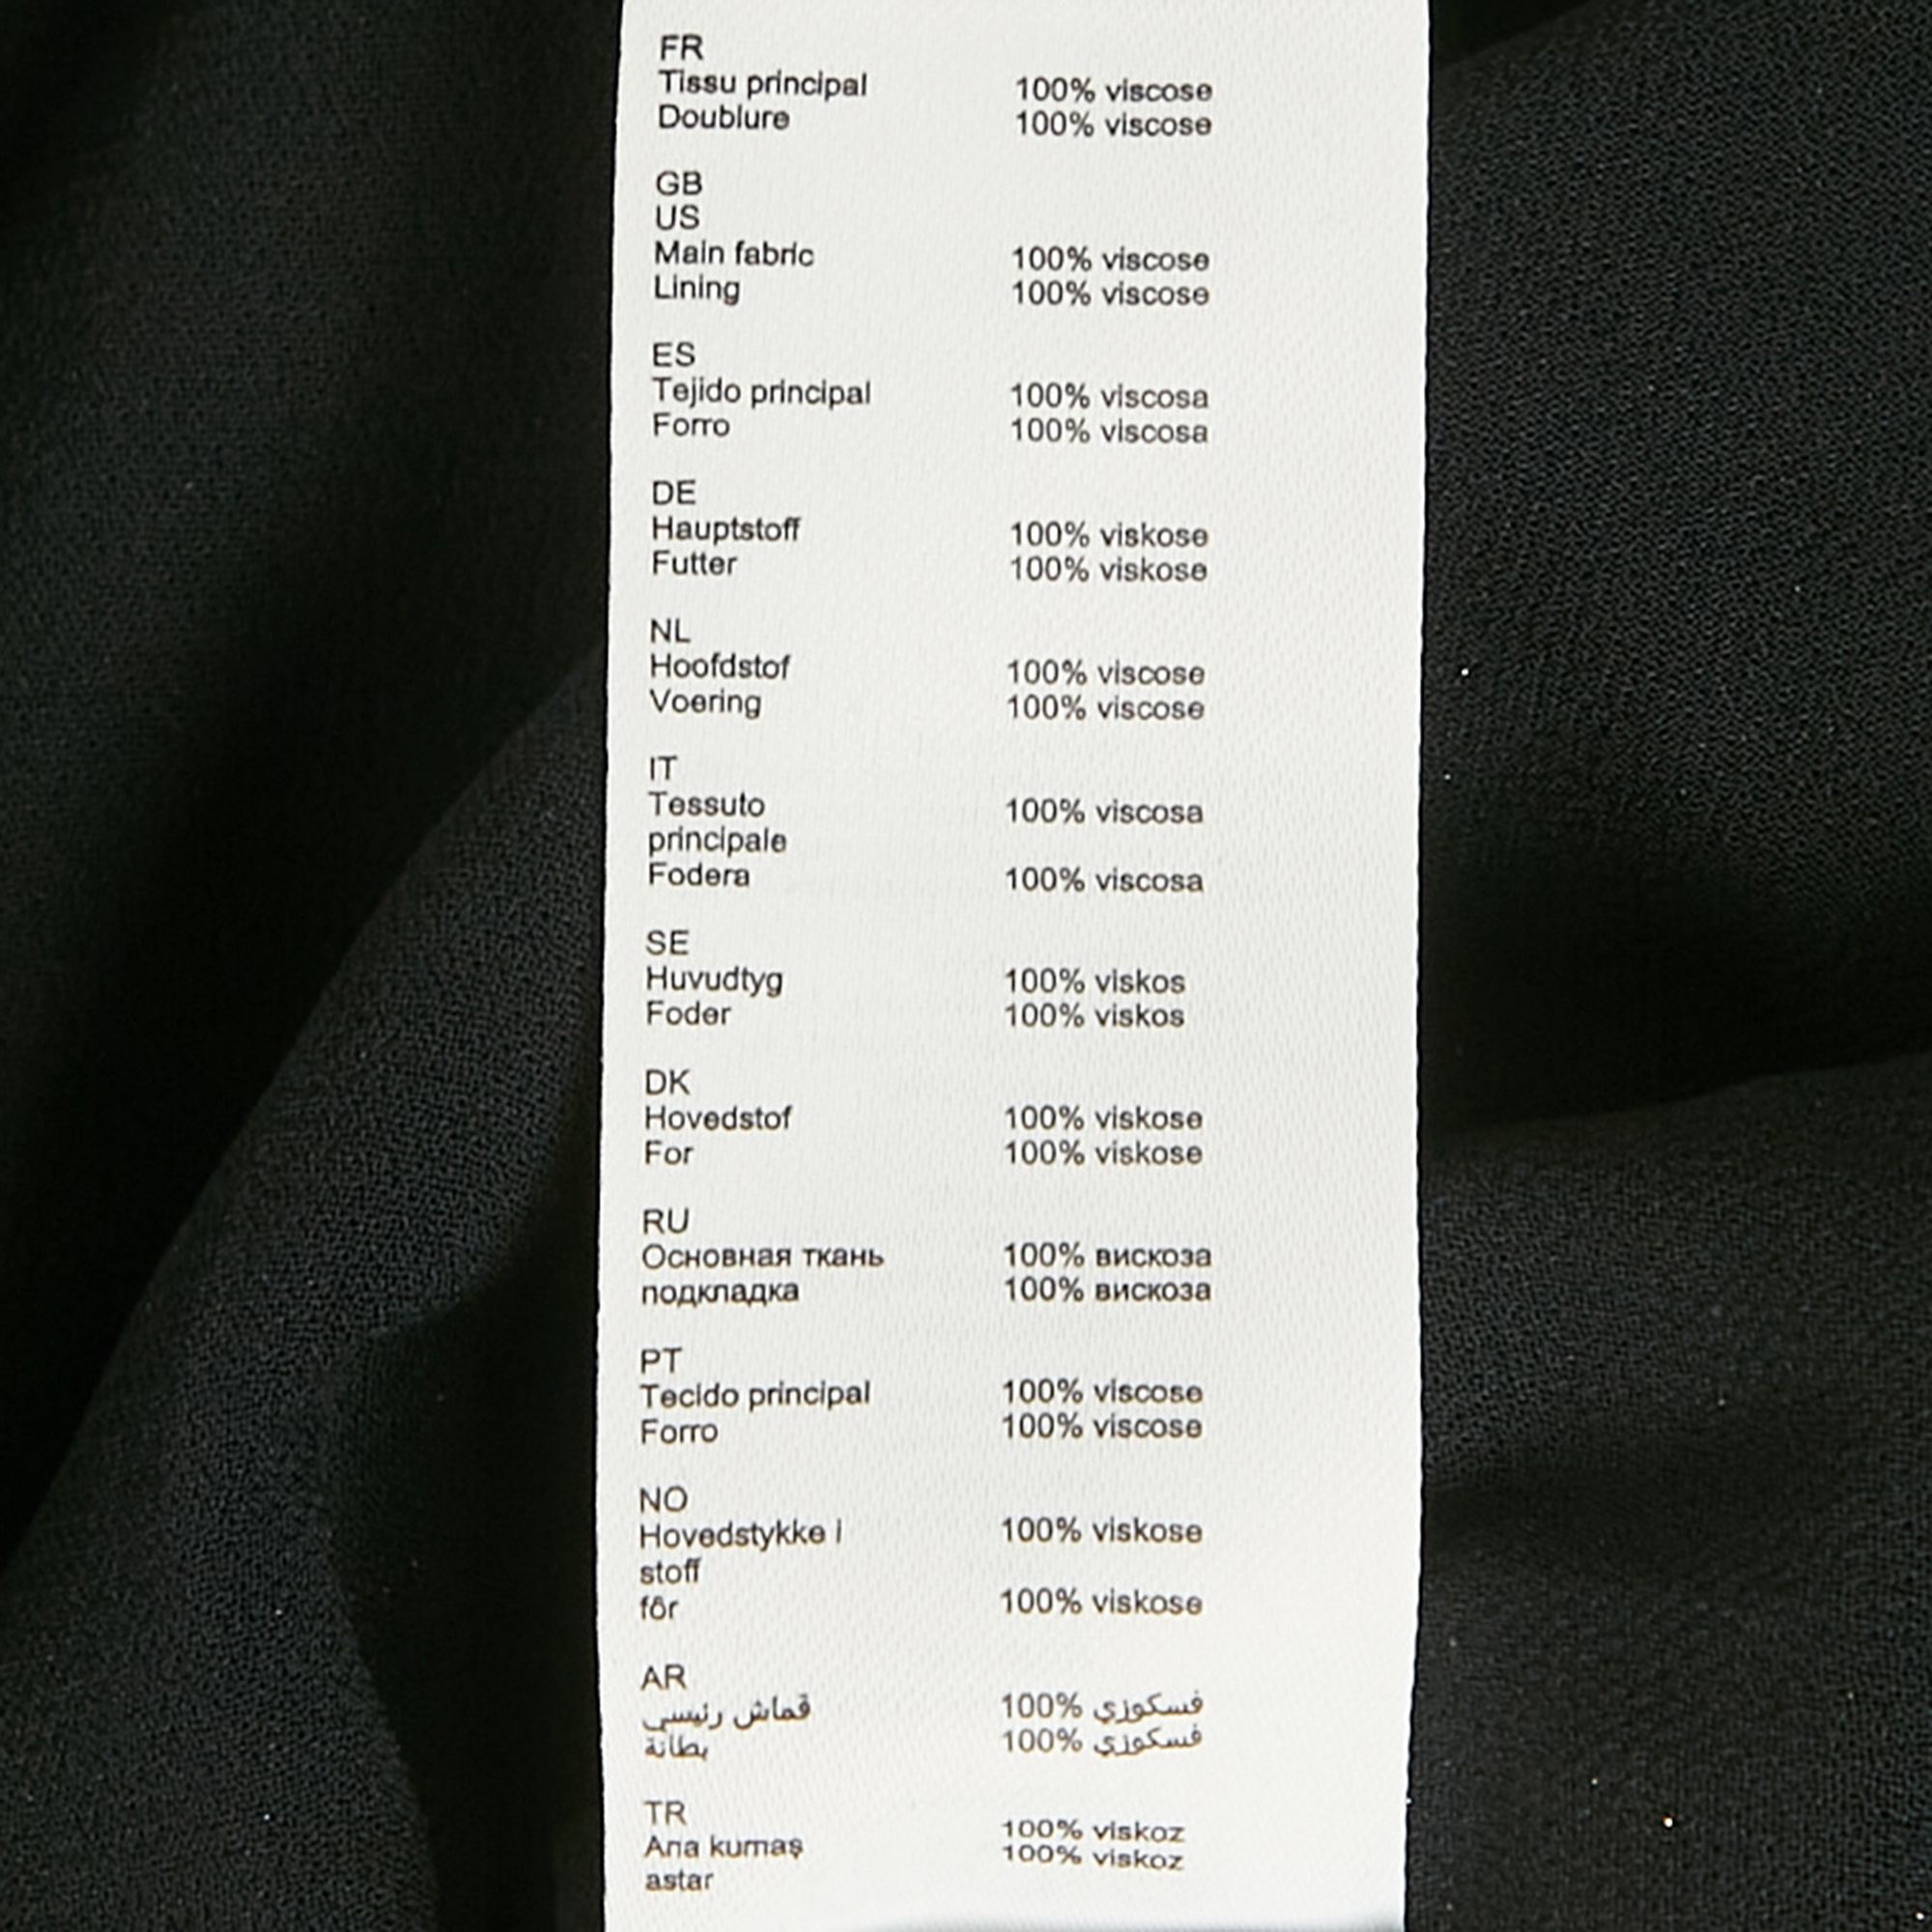 FR
Tissu principal 100% viscose
Doublure 100% viscose
GB
US
Main fabric 100% viscose
Lining 100% viscose
ES
Tejido principal 100% viscosa
Forro 100% viscosa
DE
Hauptstoff 100% viskose
Futter 100% viskose
NL
Hoofdstof 100% viscose
Voering 100% viscose
IT
Tessuto 100% viscosa
principale
Fodera 100% viscosa
SE
Huvudtyg 100% viskos
Foder 100% viskos
DK
Hovedstof 100% viskose
For 100% viskose
RU
Основная ткань 100% вискоза
подкладка 100% вискоза
PT
Tecido principal 100% viscose
Forro 100% viscose
NO
Hovedstykke i 100% viskose
stoff
fôr 100% viskose
AR
قماش رئيسي 100% فسكوزي
بطانة 100% فسكوزي
TR
Ana kumaş 100% viskoz
astar 100% viskoz